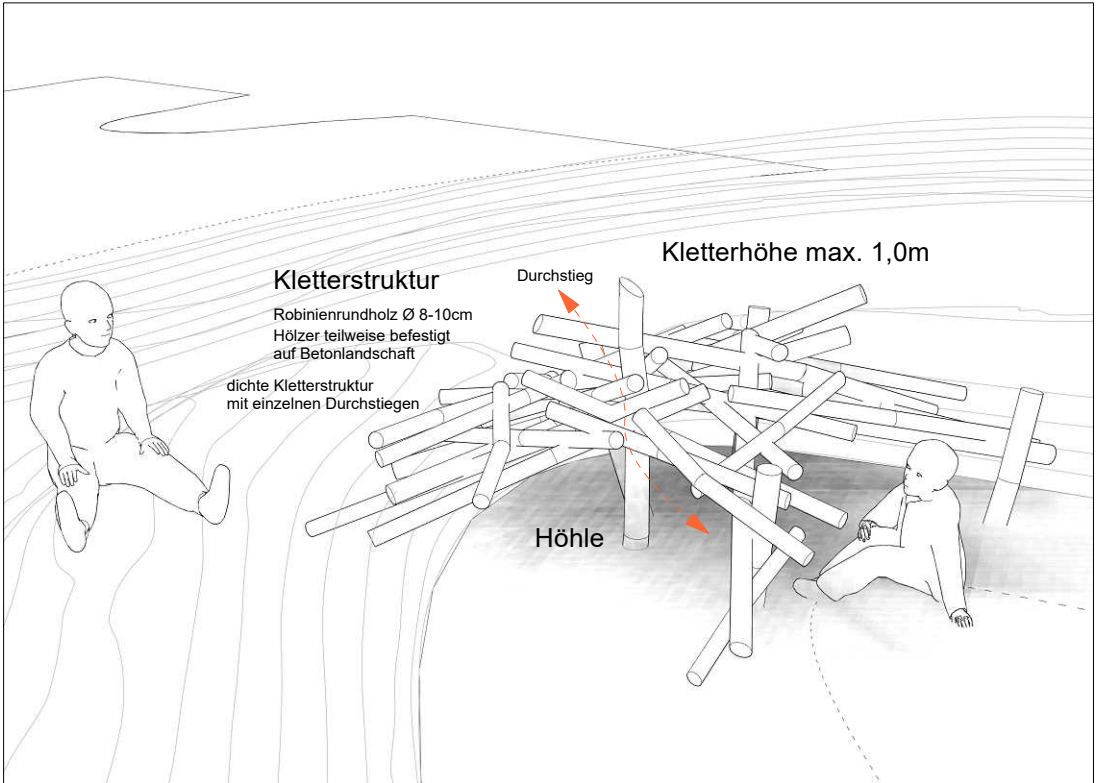 Kletterhöhe max. 1,0m
Kletterstruktur
Durchstieg
Robinienrundholz Ø 8-10cm
Hölzer teilweise befestigt
auf Betonlandschaft
dichte Kletterstruktur
mit einzelnen Durchstiegen
Höhle